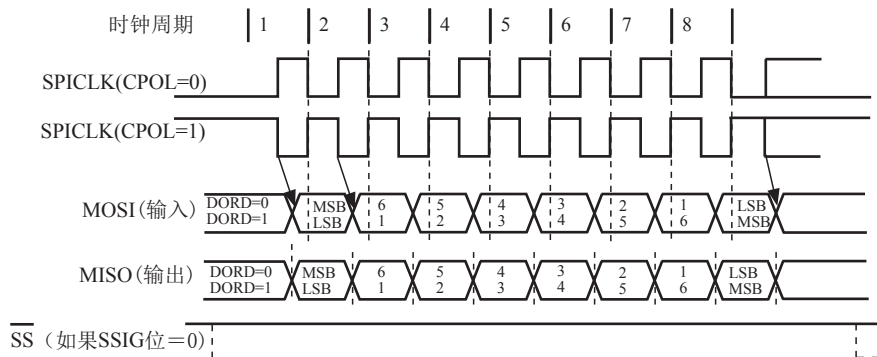 时钟周期 1 2 3 4 5 6 7 8
SPICLK(CPOL=0)
SPICLK(CPOL=1)
MOSI(输入) DORD=0 MSB 6 5 4 3 2 1 LSB
DORD=1 LSB 1 2 3 4 5 6 MSB
MISO(输出) DORD=0 MSB 6 5 4 3 2 1 LSB
DORD=1 LSB 1 2 3 4 5 6 MSB
SS(如果SSIG位=0)